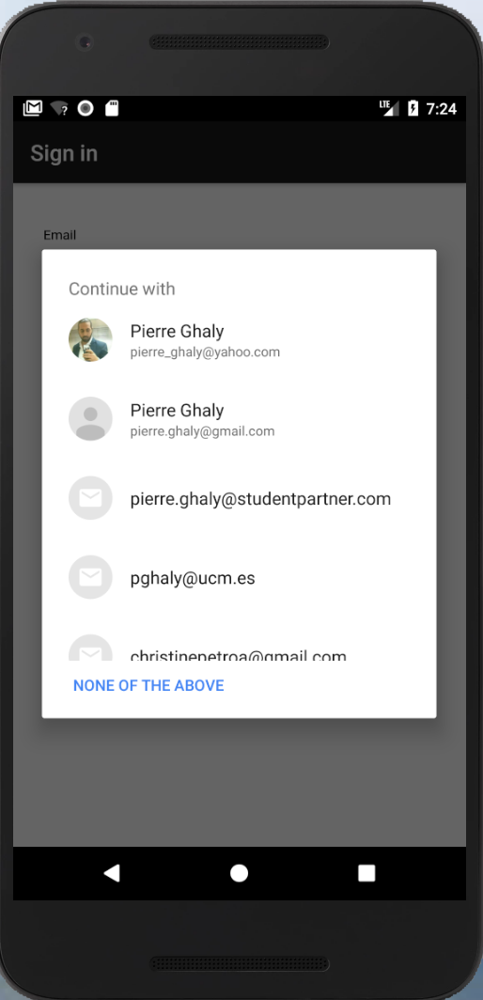 LTE 7:24
Sign in
Email
Continue with
Pierre Ghaly
pierre_ghaly@yahoo.com
Pierre Ghaly
pierre.ghaly@gmail.com
pierre.ghaly@studentpartner.com
pghaly@ucm.es
christinepetroa@gmail.com
NONE OF THE ABOVE